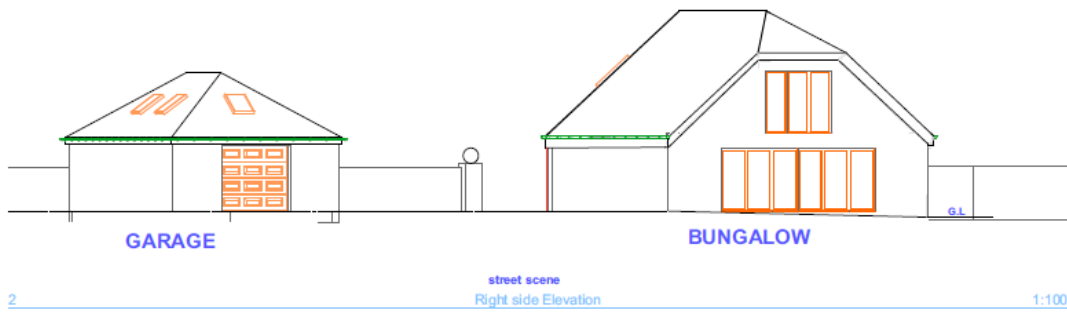 G.L
GARAGE
BUNGALOW
street scene
2 Right side Elevation 1:100